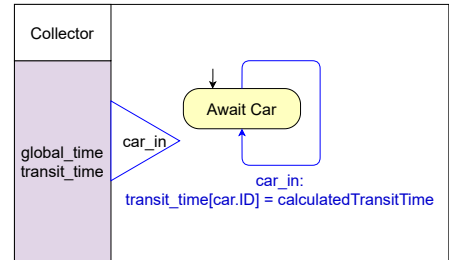 Collector
global_time
transit_time
car_in
Await Car
car_in:
transit_time[car.ID] = calculatedTransitTime